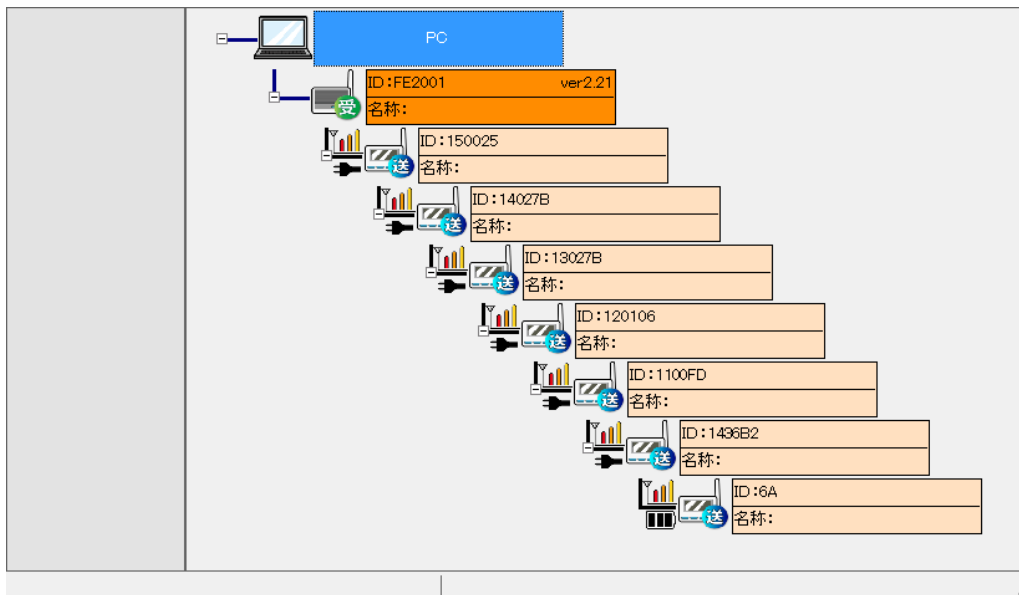 PC
ID:FE2001 ver2.21
受
名称:
ID:150025
送
名称:
ID:14027B
送
名称:
ID:13027B
送
名称:
ID:120106
送
名称:
ID:1100FD
送
名称:
ID:1436B2
送
名称:
ID:6A
送
名称: